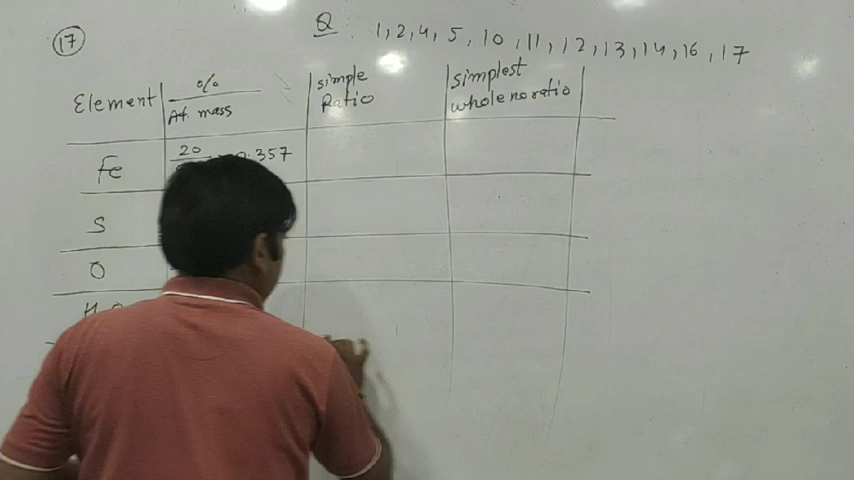 17
Q. 1, 2, 4, 5, 10, 11, 12, 13, 14, 16, 17
Element % / At. mass simple Ratio simplest whole no ratio
Fe 20 0.357
S
O
H